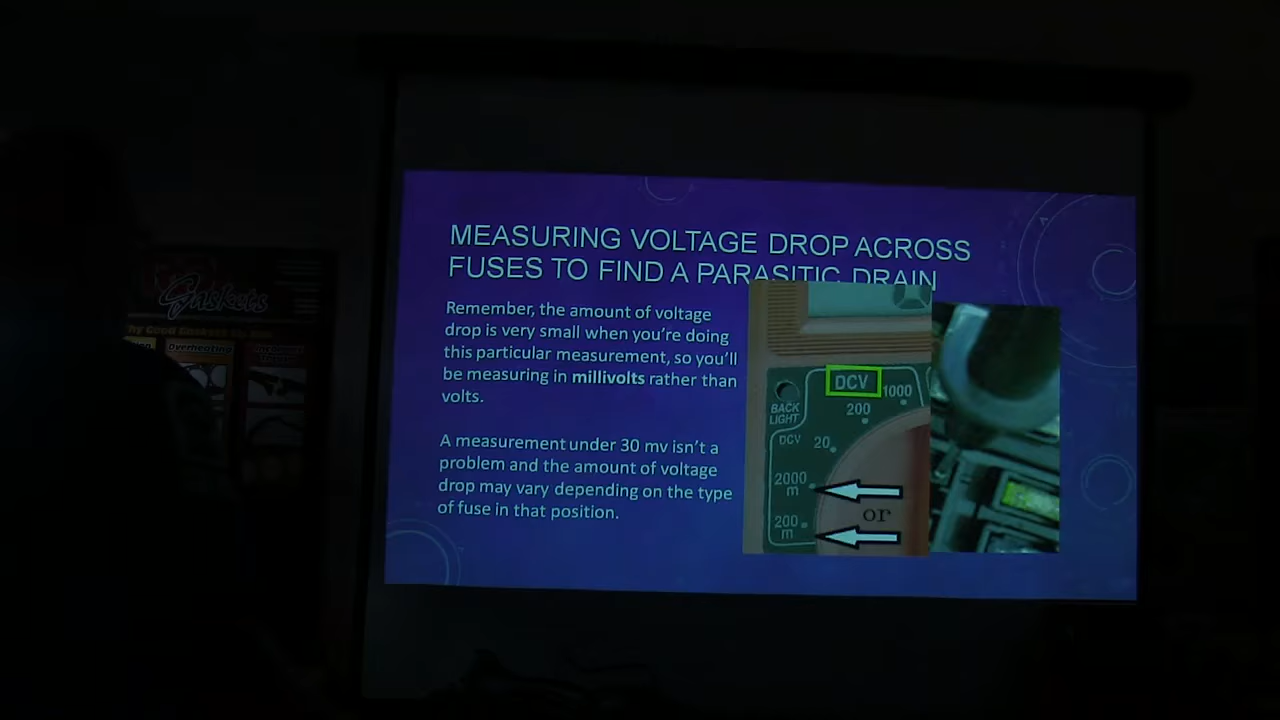 MEASURING VOLTAGE DROP ACROSS
FUSES TO FIND A PARASITIC DRAIN
Remember, the amount of voltage
drop is very small when you're doing
this particular measurement, so you'll
be measuring in millivolts rather than
volts.
A measurement under 30 mv isn't a
problem and the amount of voltage
drop may vary depending on the type
of fuse in that position.
DCV
1000
BACK
LIGHT
200
DCV
20
2000
m
or
200
m
Gaskets
Overheating